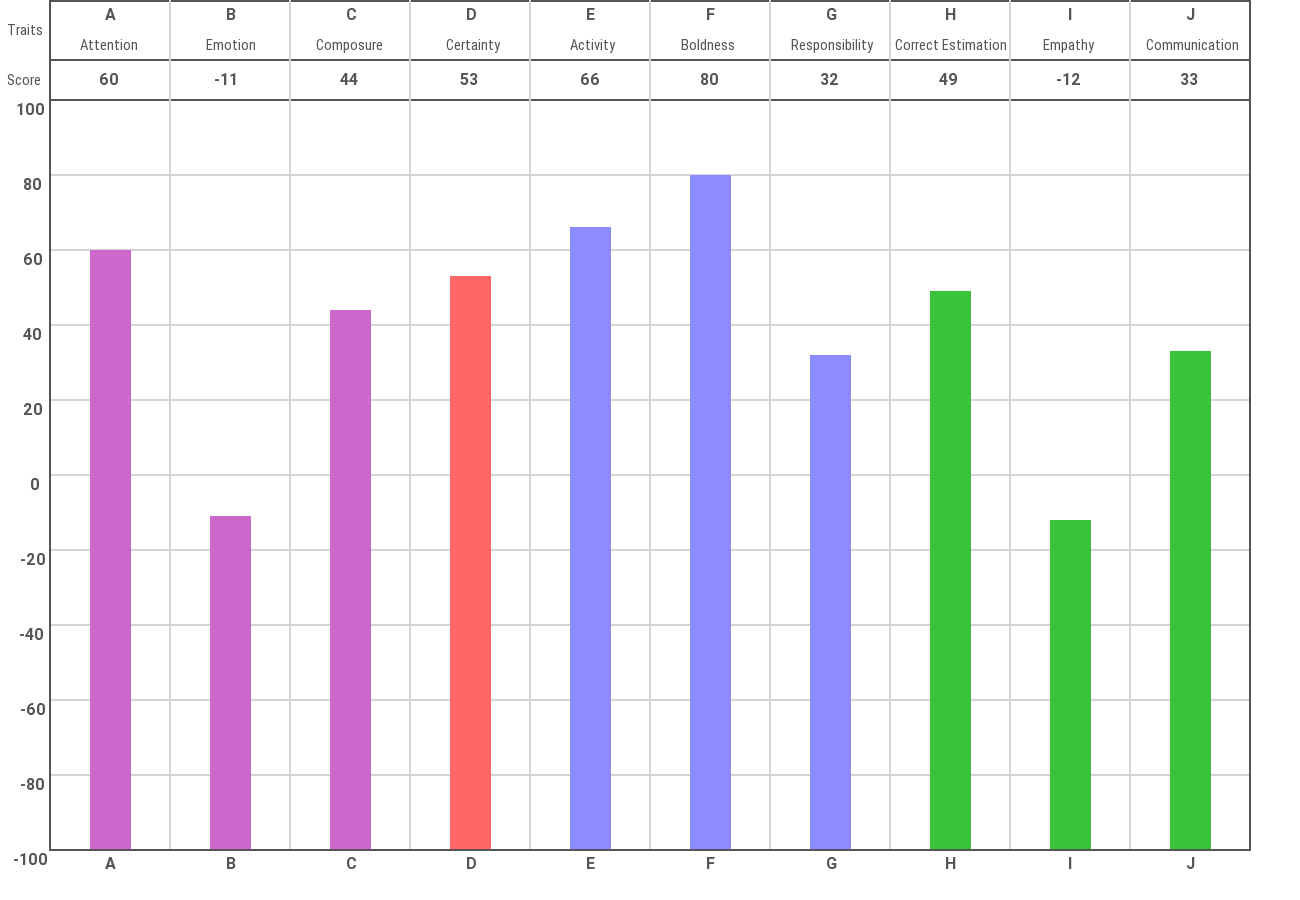 A B C D E F G H I J
Traits
Attention Emotion Composure Certainty Activity Boldness Responsibility Correct Estimation Empathy Communication
Score 60 -11 44 53 66 80 32 49 -12 33
100
80
60
40
20
0
-20
-40
-60
-80
-100
A B C D E F G H I J